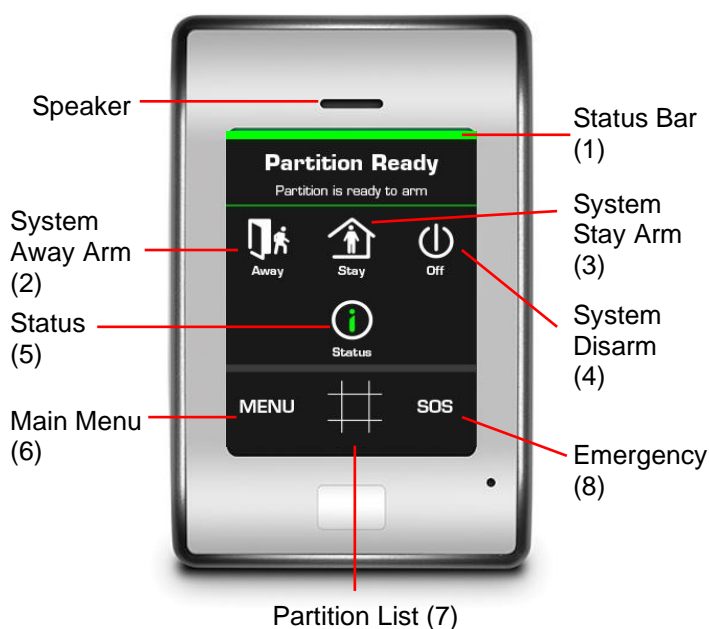 Speaker
Status Bar
(1)
Partition Ready
Partition is ready to arm
System
Away Arm
(2)
System
Stay Arm
(3)
Away
Stay
Off
Status
(5)
Status
System
Disarm
(4)
Main Menu
(6)
MENU
SOS
Emergency
(8)
Partition List (7)